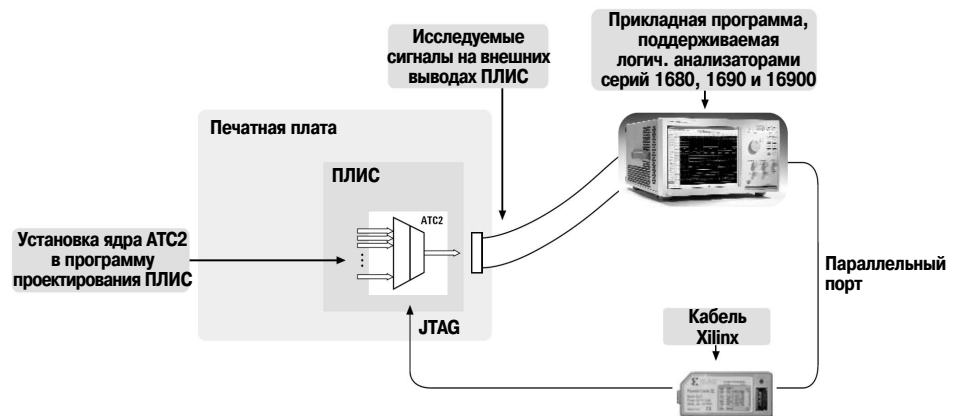 Исследуемые
сигналы на внешних
выводах ПЛИС
Прикладная программа,
поддерживаемая
логич. анализаторами
серий 1680, 1690 и 16900
Печатная плата
ПЛИС
ATC2
Установка ядра ATC2
в программу
проектирования ПЛИС
JTAG
Параллельный
порт
Кабель
Xilinx